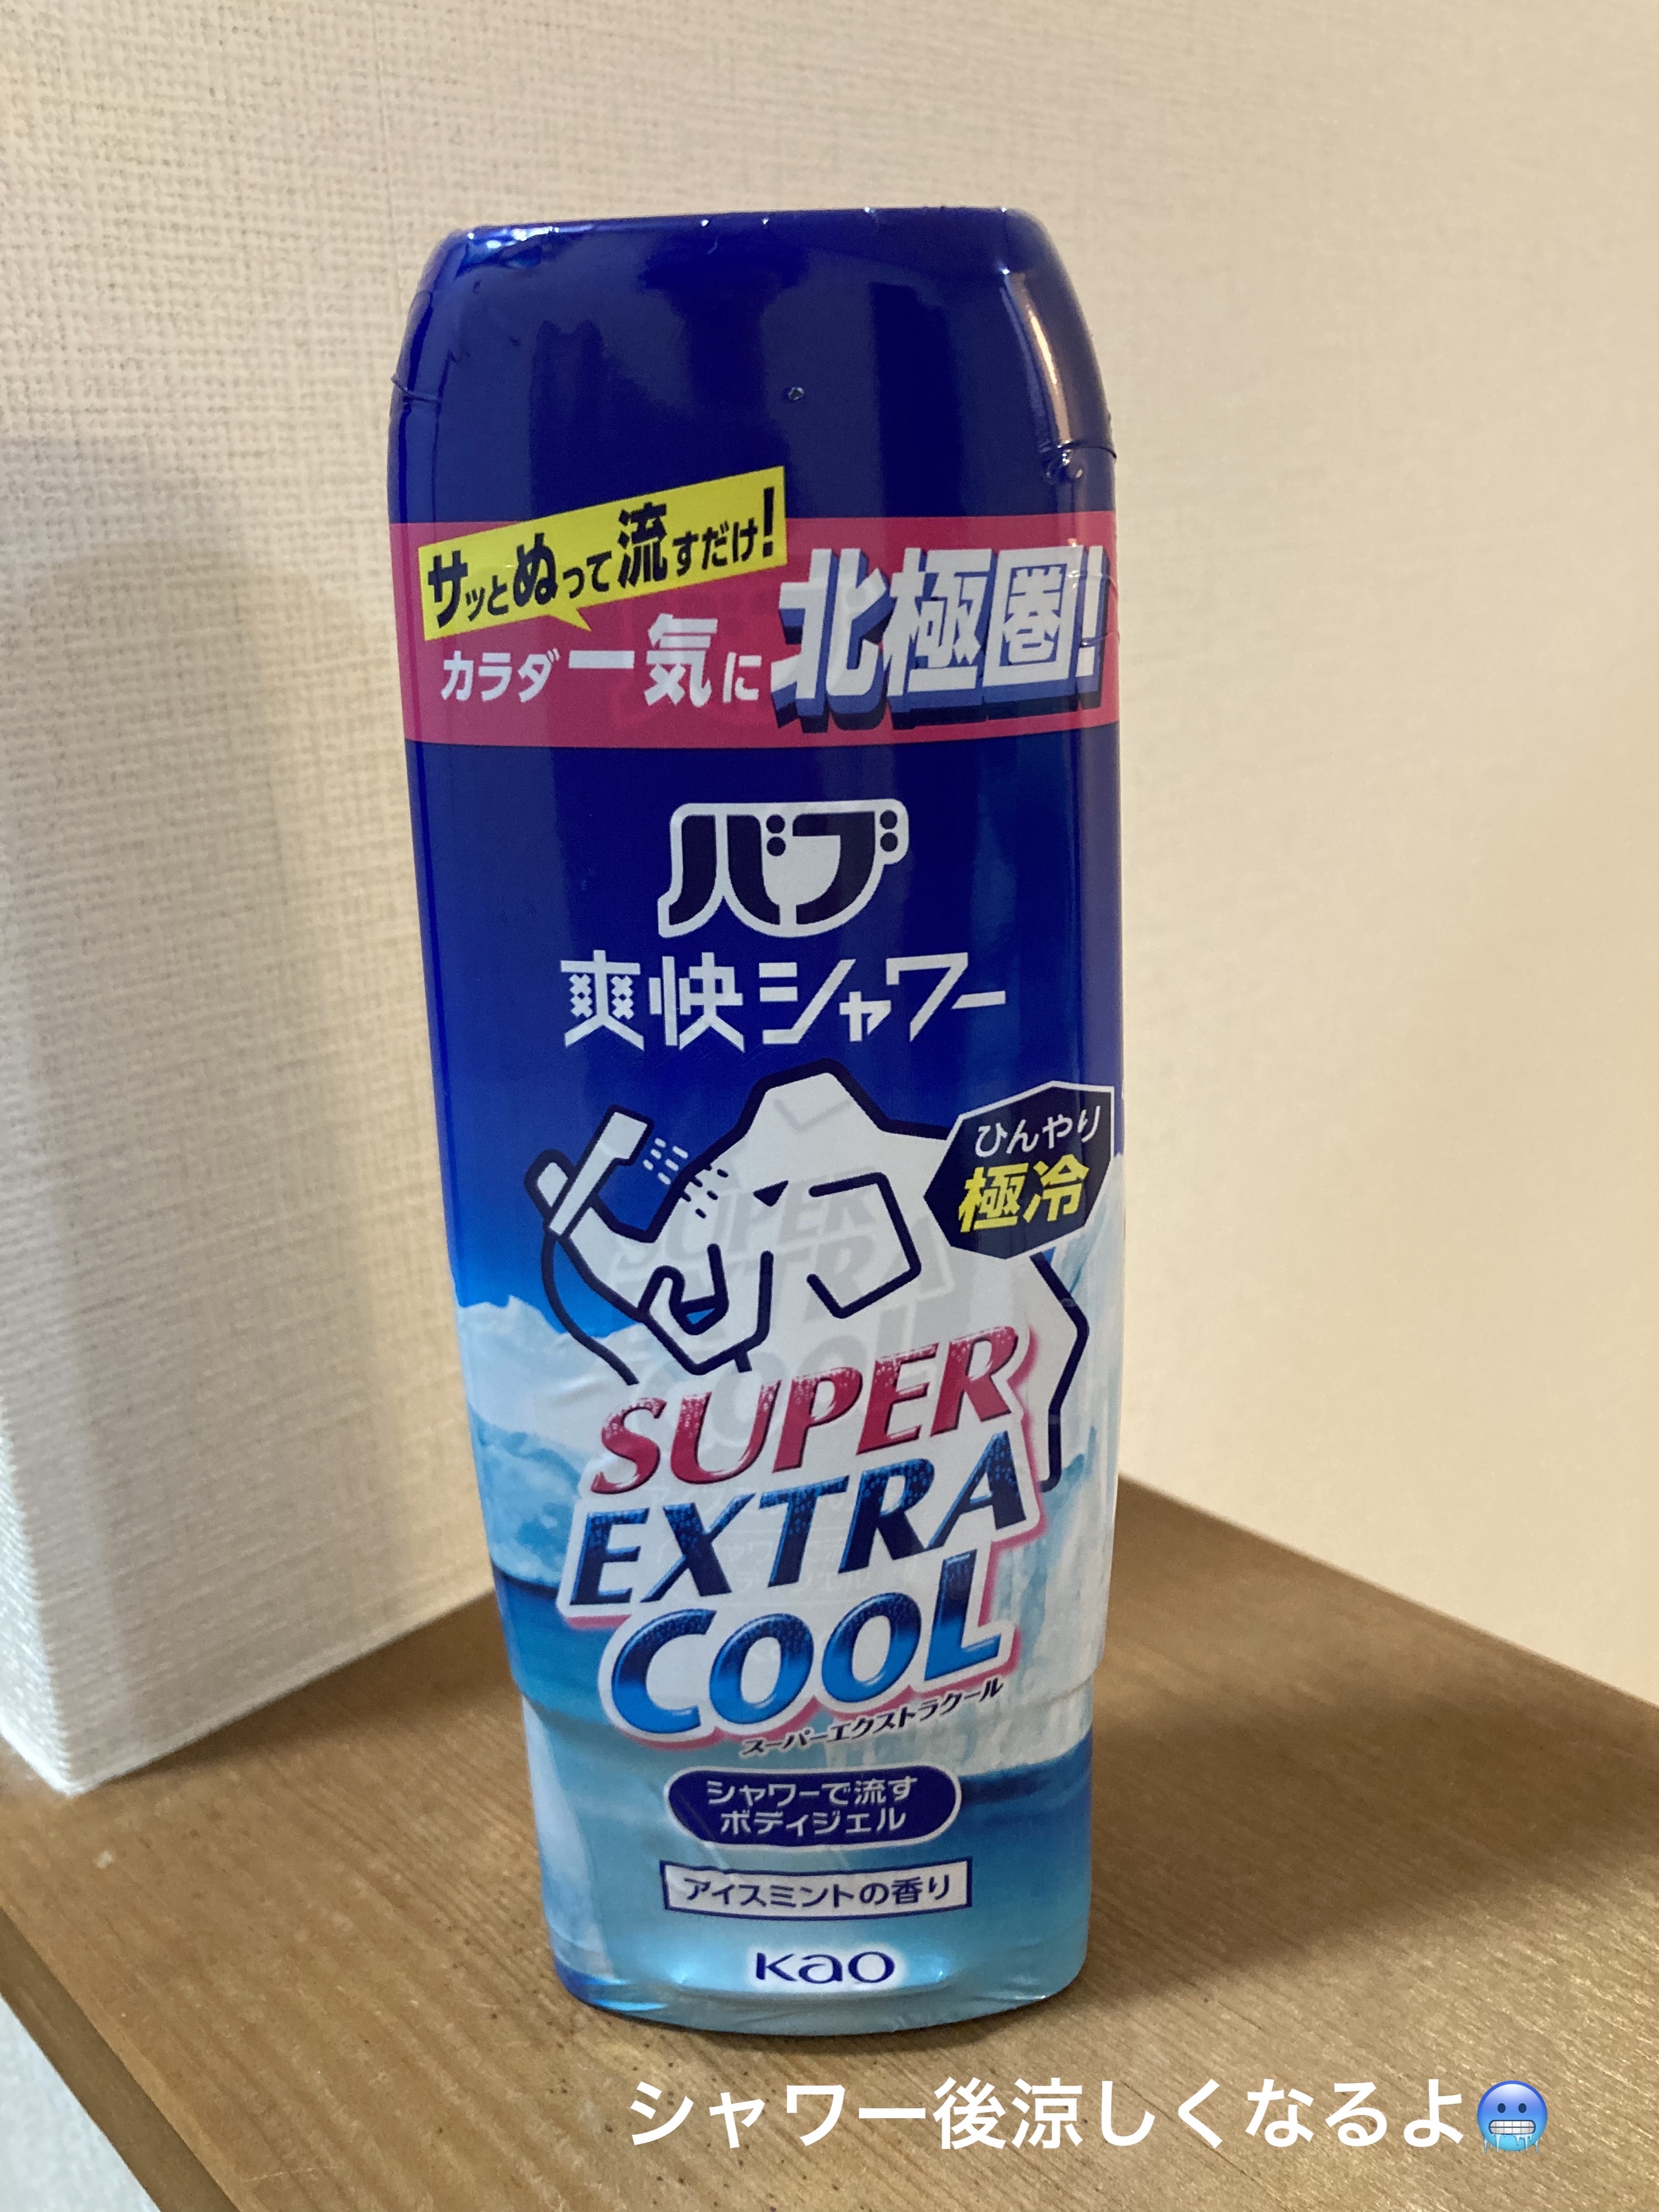 サッとぬって流すだけ!
カラダ一気に北極圏!
バブ
爽快シャワー
ひんやり
極冷
SUPER
EXTRA
COOL
スーパーエクストラクール
シャワーで流す
ボディジェル
アイスミントの香り
Kao
シャワー後涼しくなるよ🥶